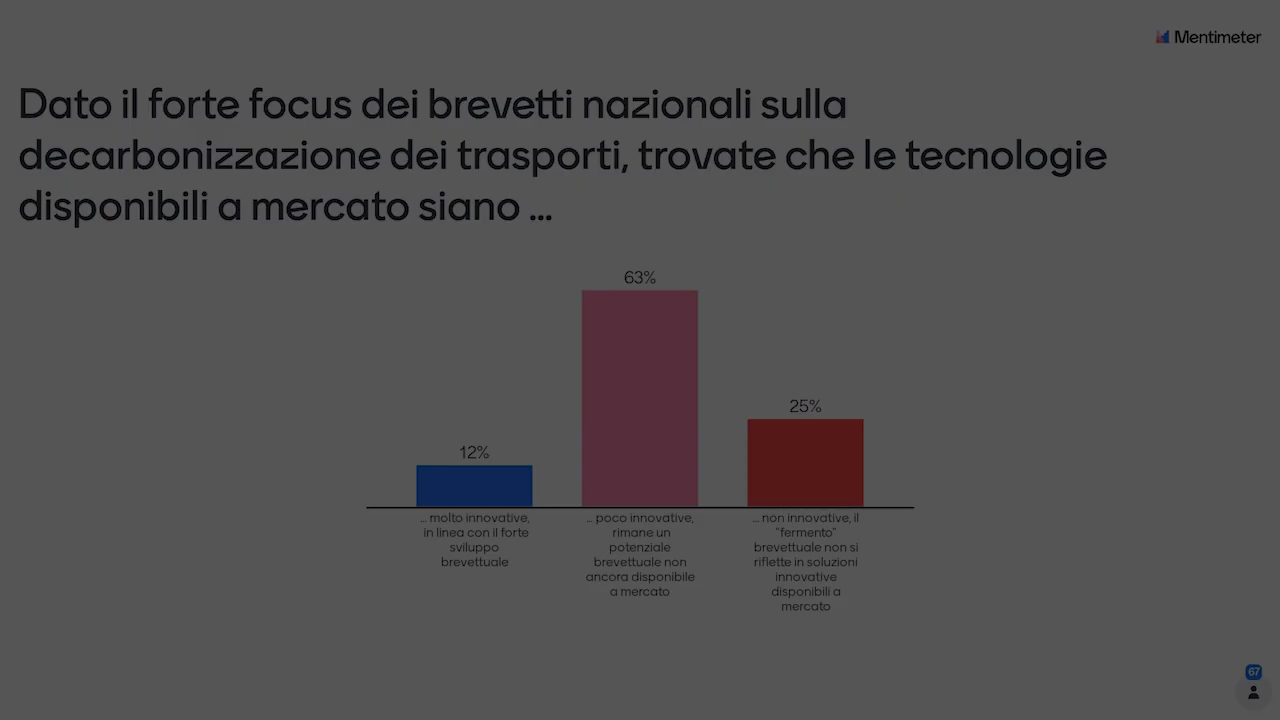 Mentimeter
Dato il forte focus dei brevetti nazionali sulla
decarbonizzazione dei trasporti, trovate che le tecnologie
disponibili a mercato siano ...
63%
25%
12%
... molto innovative,
in linea con il forte
sviluppo
brevettuale
... poco innovative,
rimane un
potenziale
brevettuale non
ancora disponibile
a mercato
... non innovative, il
"fermento"
brevettuale non si
riflette in soluzioni
innovative
disponibili a
mercato
67